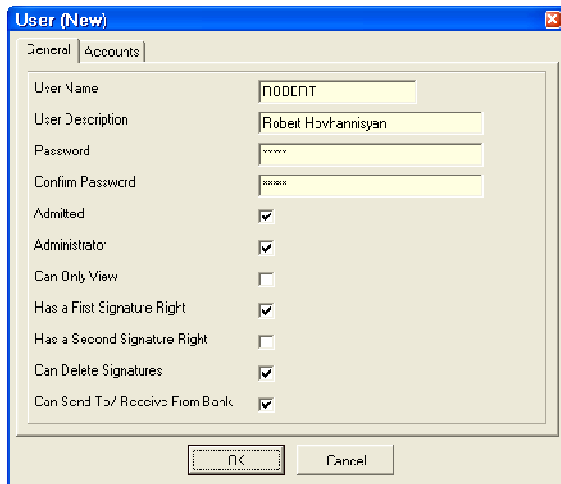 User (New)
General Accounts
User Name ROBERT
User Description Robert Hovhannisyan
Password ****
Confirm Password ****
Admitted
Administrator
Can Only View
Has a First Signature Right
Has a Second Signature Right
Can Delete Signatures
Can Send To/ Receive From Bank
OK Cancel